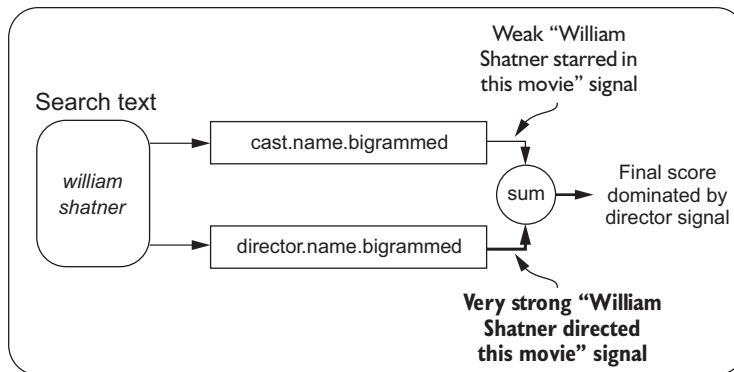 Weak “William
Shatner starred in
this movie” signal
Search text
william
shatner
cast.name.bigrammed
sum
Final score
dominated by
director signal
director.name.bigrammed
Very strong “William
Shatner directed
this movie” signal